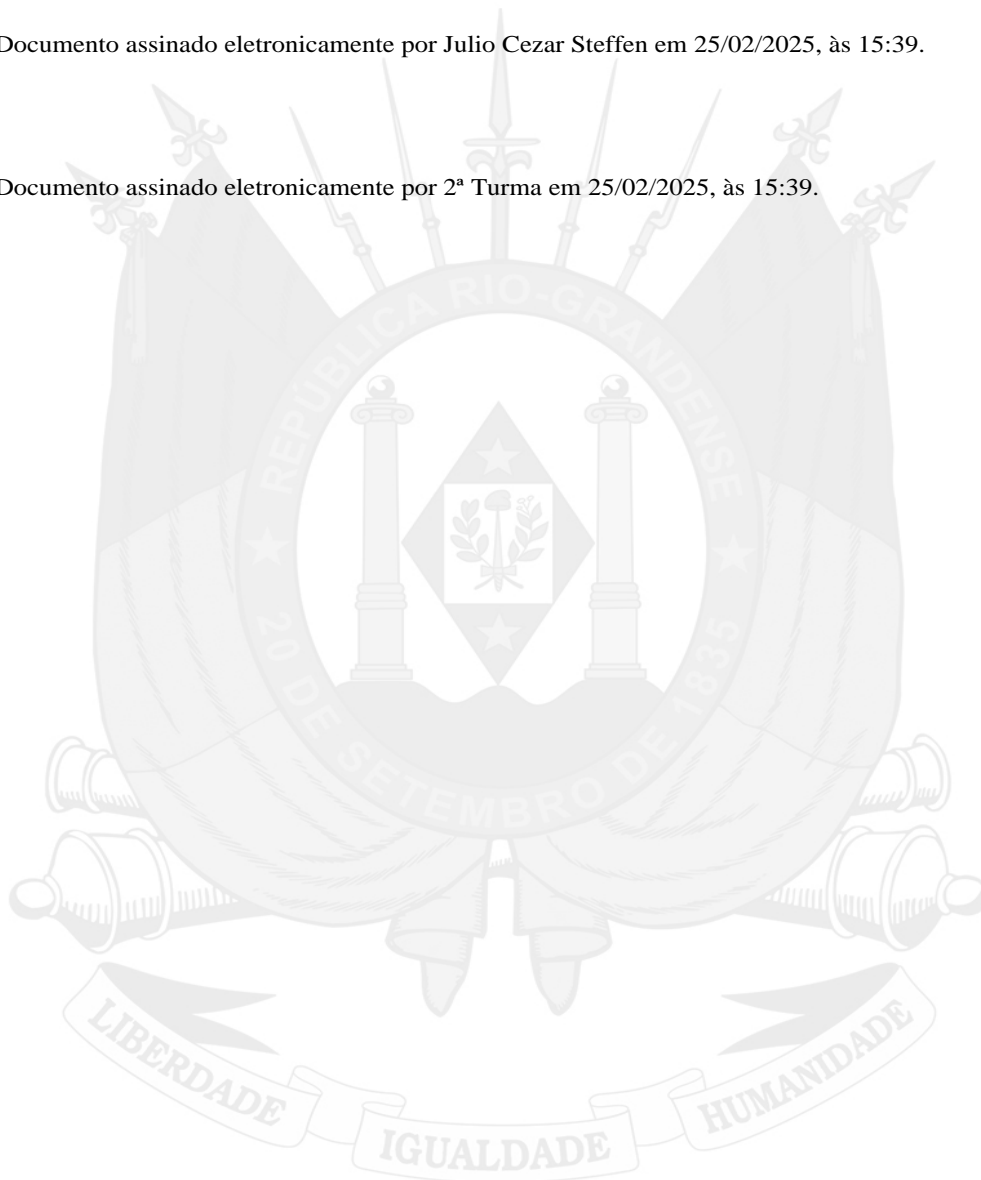 Documento assinado eletronicamente por Julio Cezar Steffen em 25/02/2025, às 15:39.
Documento assinado eletronicamente por 2ª Turma em 25/02/2025, às 15:39.
REPÚBLICA RIO-GRANDENSE
20 DE SETEMBRO DE 1835
LIBERDADE
IGUALDADE
HUMANIDADE